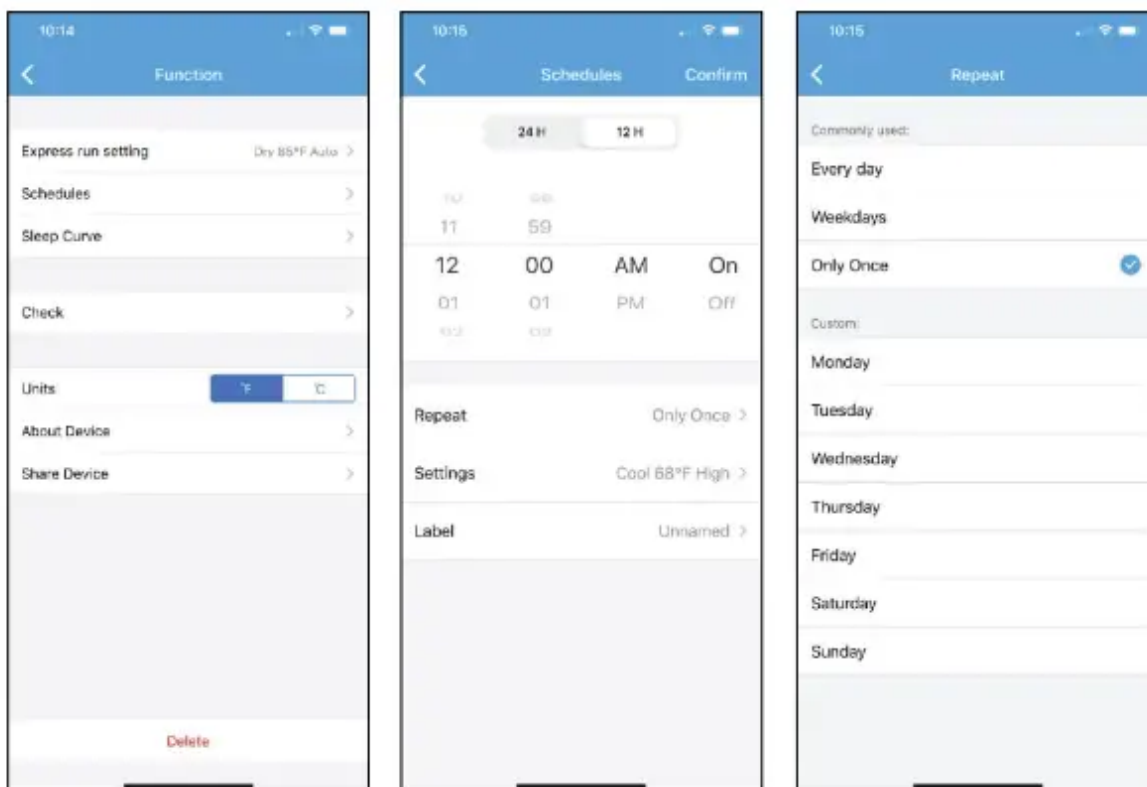 10:14
Function
Express run setting Dry 85°F Auto
Schedules
Sleep Curve
Check
Units °F °C
About Device
Share Device
Delete
10:15
Schedules Confirm
24 H 12 H
11 59
12 00 AM On
01 01 PM Off
Repeat Only Once
Settings Cool 68°F High
Label Unnamed
10:15
Repeat
Commonly used:
Every day
Weekdays
Only Once
Custom:
Monday
Tuesday
Wednesday
Thursday
Friday
Saturday
Sunday